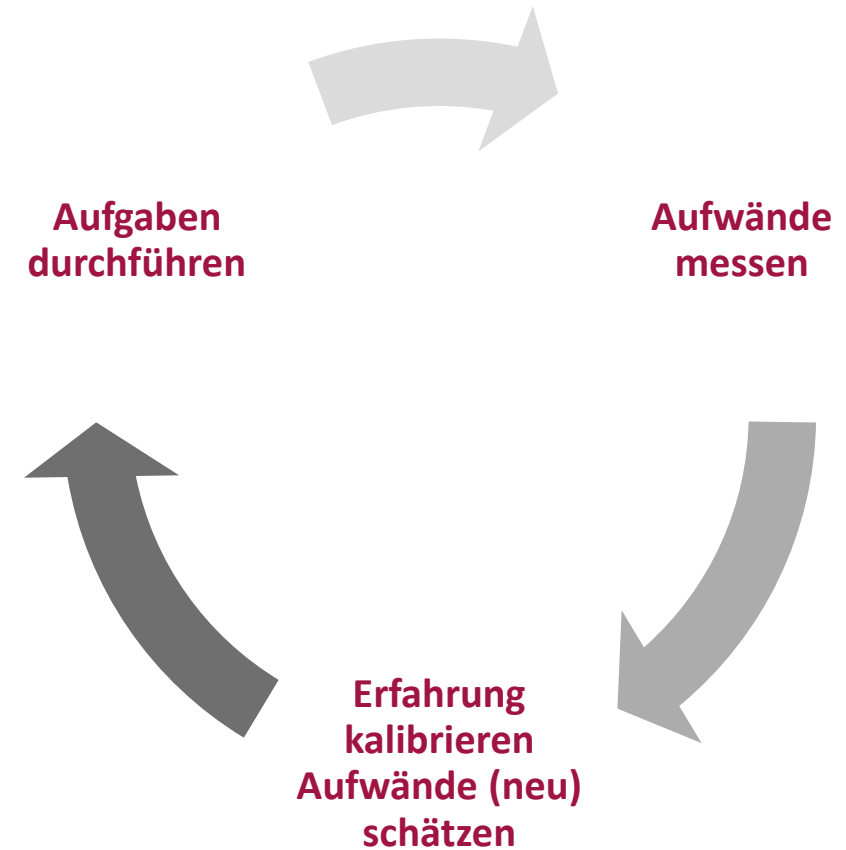 Aufgaben
durchführen
Aufwände
messen
Erfahrung
kalibrieren
Aufwände (neu)
schätzen